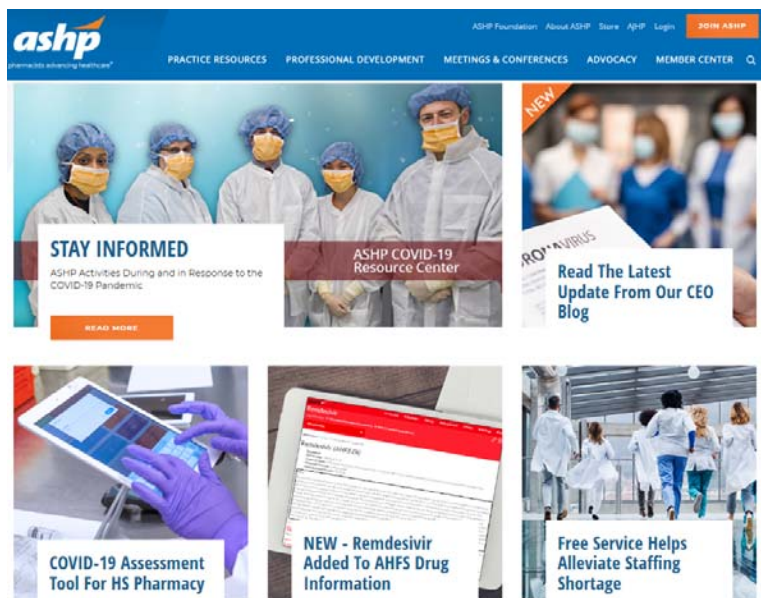 ASHP Foundation About ASHP Store AJHP Login JOIN ASHP
ashp
pharmacists advancing healthcare®
PRACTICE RESOURCES PROFESSIONAL DEVELOPMENT MEETINGS & CONFERENCES ADVOCACY MEMBER CENTER
STAY INFORMED
ASHP Activities During and in Response to the
COVID-19 Pandemic
READ MORE
ASHP COVID-19
Resource Center
NEW
RONAVIRUS
Read The Latest
Update From Our CEO
Blog
COVID-19 Assessment
Tool For HS Pharmacy
Remdesivir
Remdesivir (AHFS DI)
NEW - Remdesivir
Added To AHFS Drug
Information
Free Service Helps
Alleviate Staffing
Shortage